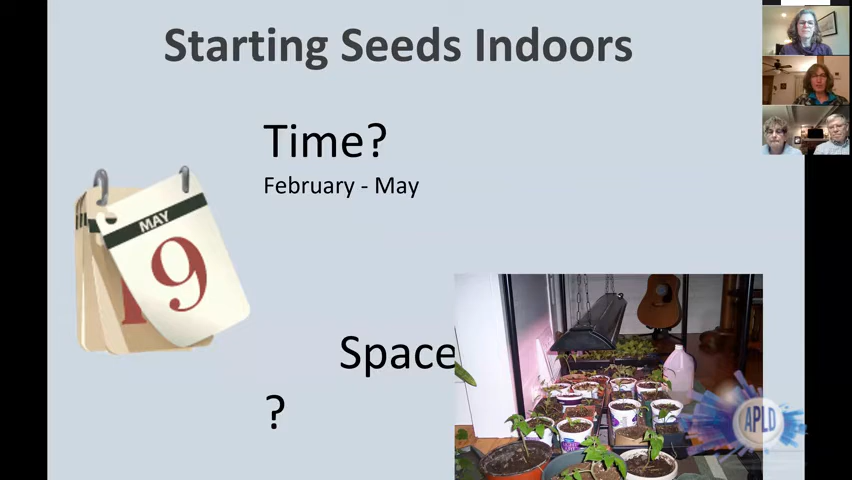 Starting Seeds Indoors
Time?
February - May
MAY
9
Space
?
APLD